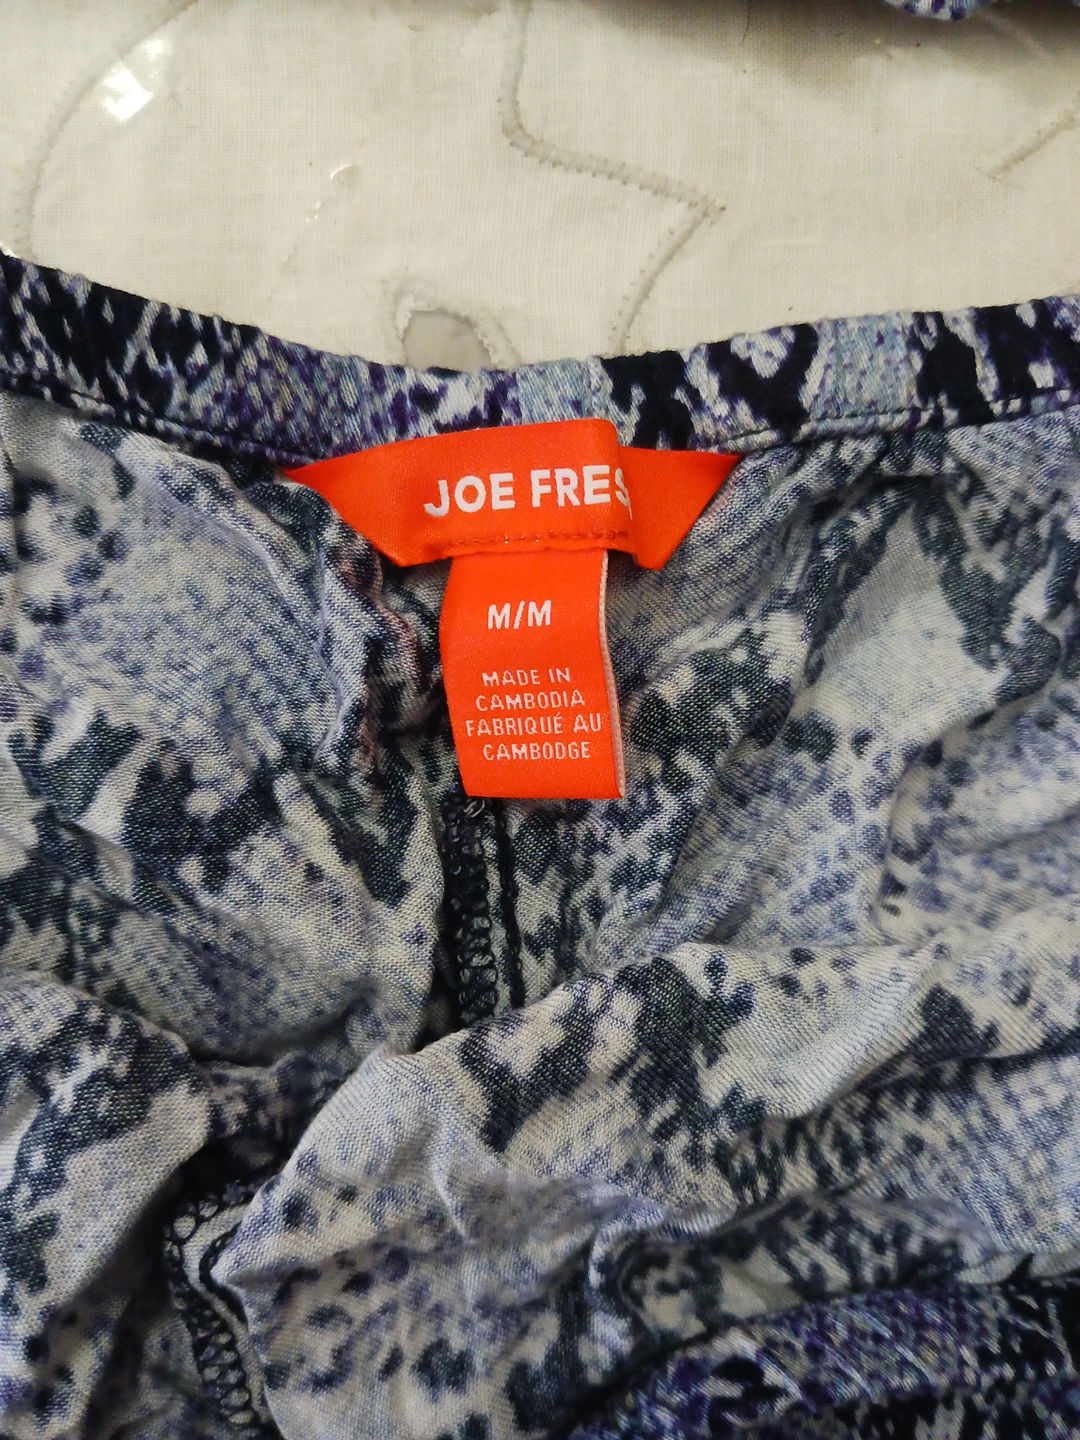 JOE FRES
M/M
MADE IN
CAMBODIA
FABRIQUÉ AU
CAMBODGE